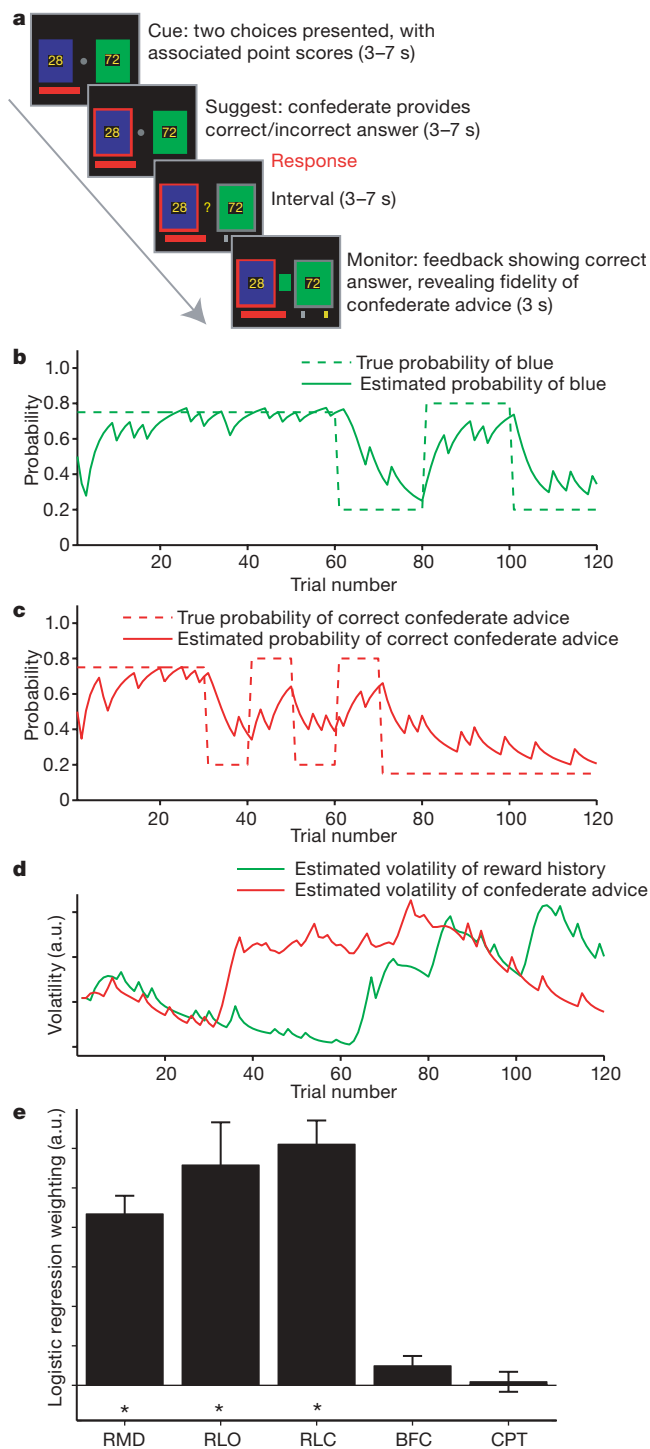 a
28
72
Cue: two choices presented, with
associated point scores (3–7 s)
28
72
Suggest: confederate provides
correct/incorrect answer (3–7 s)
Response
28
?
72
Interval (3–7 s)
28
72
Monitor: feedback showing correct
answer, revealing fidelity of
confederate advice (3 s)
b
True probability of blue
Estimated probability of blue
Probability
1.0
0.8
0.6
0.4
0.2
0
20
40
60
80
100
120
Trial number
c
True probability of correct confederate advice
Estimated probability of correct confederate advice
Probability
1.0
0.8
0.6
0.4
0.2
0
20
40
60
80
100
120
Trial number
d
Estimated volatility of reward history
Estimated volatility of confederate advice
Volatility (a.u.)
20
40
60
80
100
120
Trial number
e
Logistic regression weighting (a.u.)
* * *
RMD RLO RLC BFC CPT